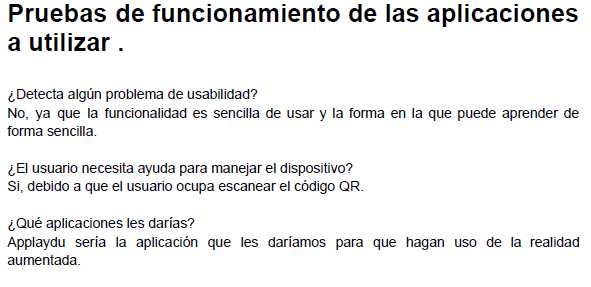 Pruebas de funcionamiento de las aplicaciones
a utilizar .
¿Detecta algún problema de usabilidad?
No, ya que la funcionalidad es sencilla de usar y la forma en la que puede aprender de
forma sencilla.
¿El usuario necesita ayuda para manejar el dispositivo?
Si, debido a que el usuario ocupa escanear el código QR.
¿Qué aplicaciones les darías?
Applaydu sería la aplicación que les daríamos para que hagan uso de la realidad
aumentada.